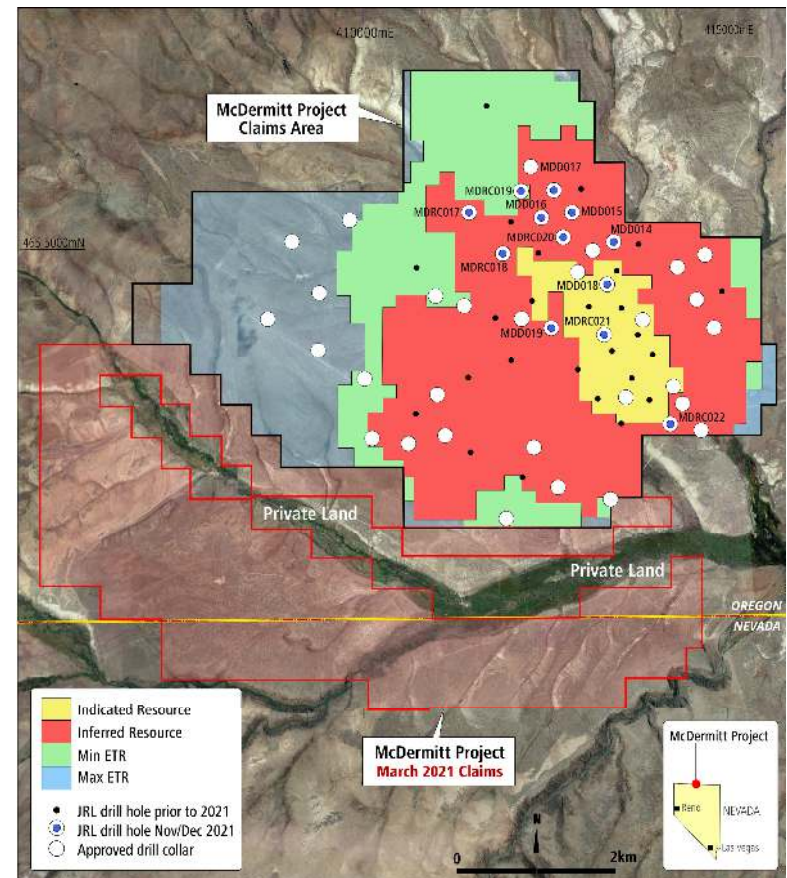 410000mE
415000mE
McDermitt Project
Claims Area
MDD017
MDRC019
MDD016
MDRC017
MDD015
MDRC020
MDD014
MDRC018
MDD018
MDRC021
MDD019
MDRC022
Private Land
Private Land
OREGON
NEVADA
Indicated Resource
Inferred Resource
Min ETR
Max ETR
JRL drill hole prior to 2021
JRL drill hole Nov/Dec 2021
Approved drill collar
McDermitt Project
March 2021 Claims
N
0
2km
McDermitt Project
Reno
NEVADA
Las Vegas